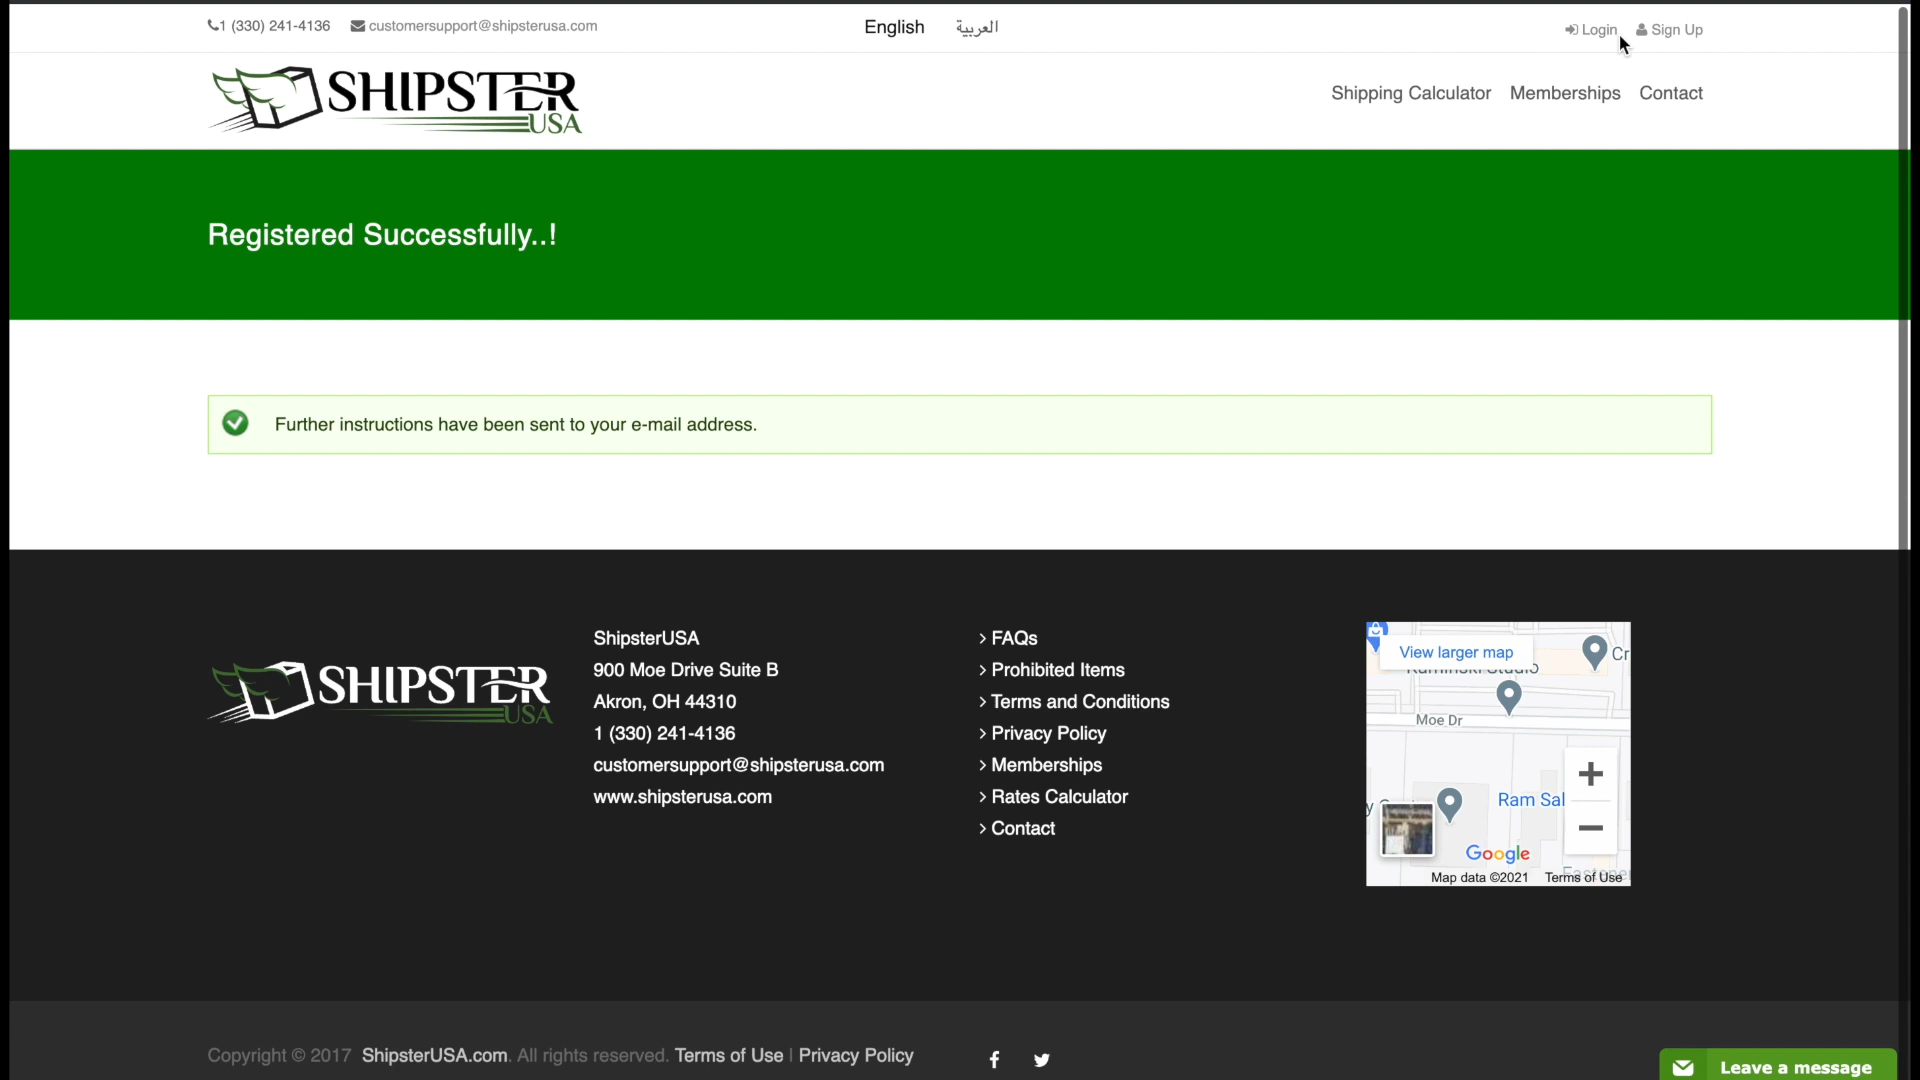 1 (330) 241-4136 customersupport@shipsterusa.com English العربية Login Sign Up
SHIPSTER
USA
Shipping Calculator Memberships Contact
Registered Successfully..!
Further instructions have been sent to your e-mail address.
SHIPSTER
USA
ShipsterUSA
900 Moe Drive Suite B
Akron, OH 44310
1 (330) 241-4136
customersupport@shipsterusa.com
www.shipsterusa.com
> FAQs
> Prohibited Items
> Terms and Conditions
> Privacy Policy
> Memberships
> Rates Calculator
> Contact
View larger map
Moe Dr
Ram Sal
Google
Map data ©2021 Terms of Use
Copyright © 2017 ShipsterUSA.com. All rights reserved. Terms of Use | Privacy Policy
Leave a message